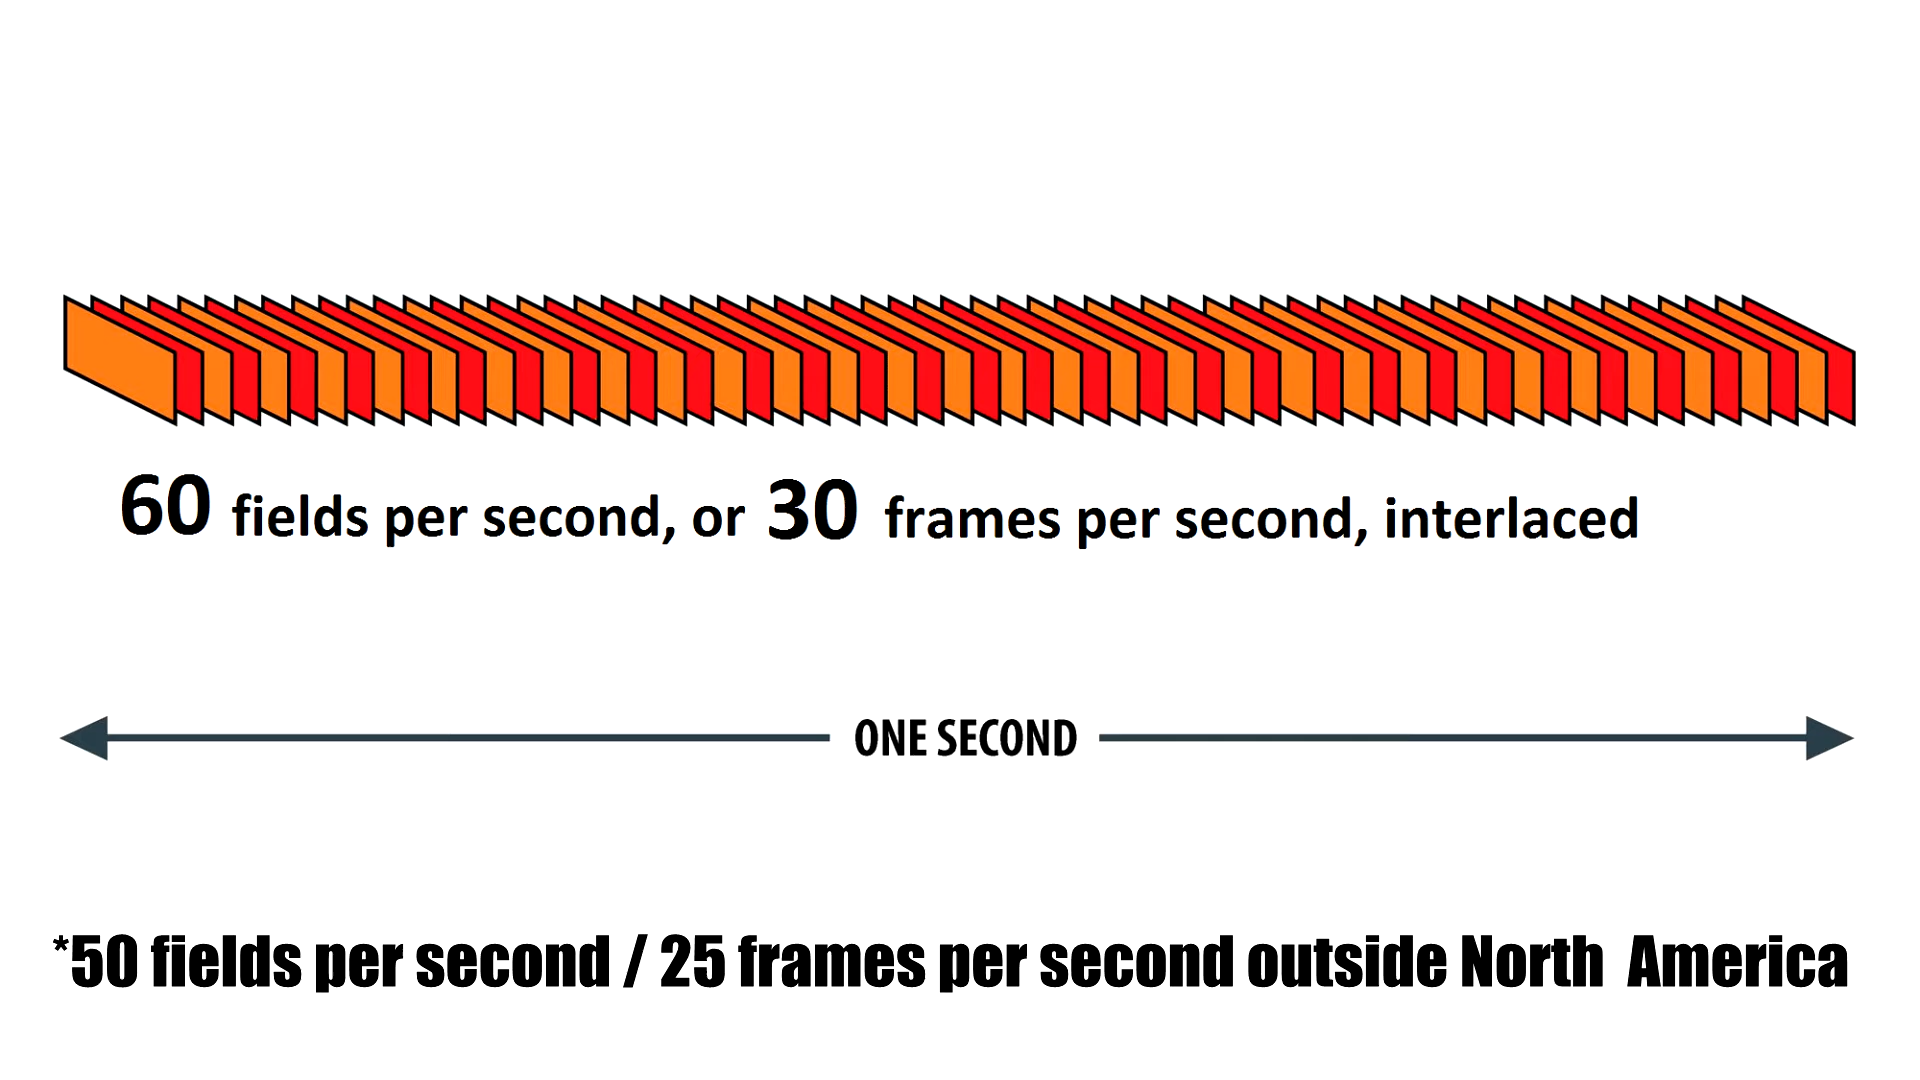 60 fields per second, or 30 frames per second, interlaced
ONE SECOND
*50 fields per second / 25 frames per second outside North America